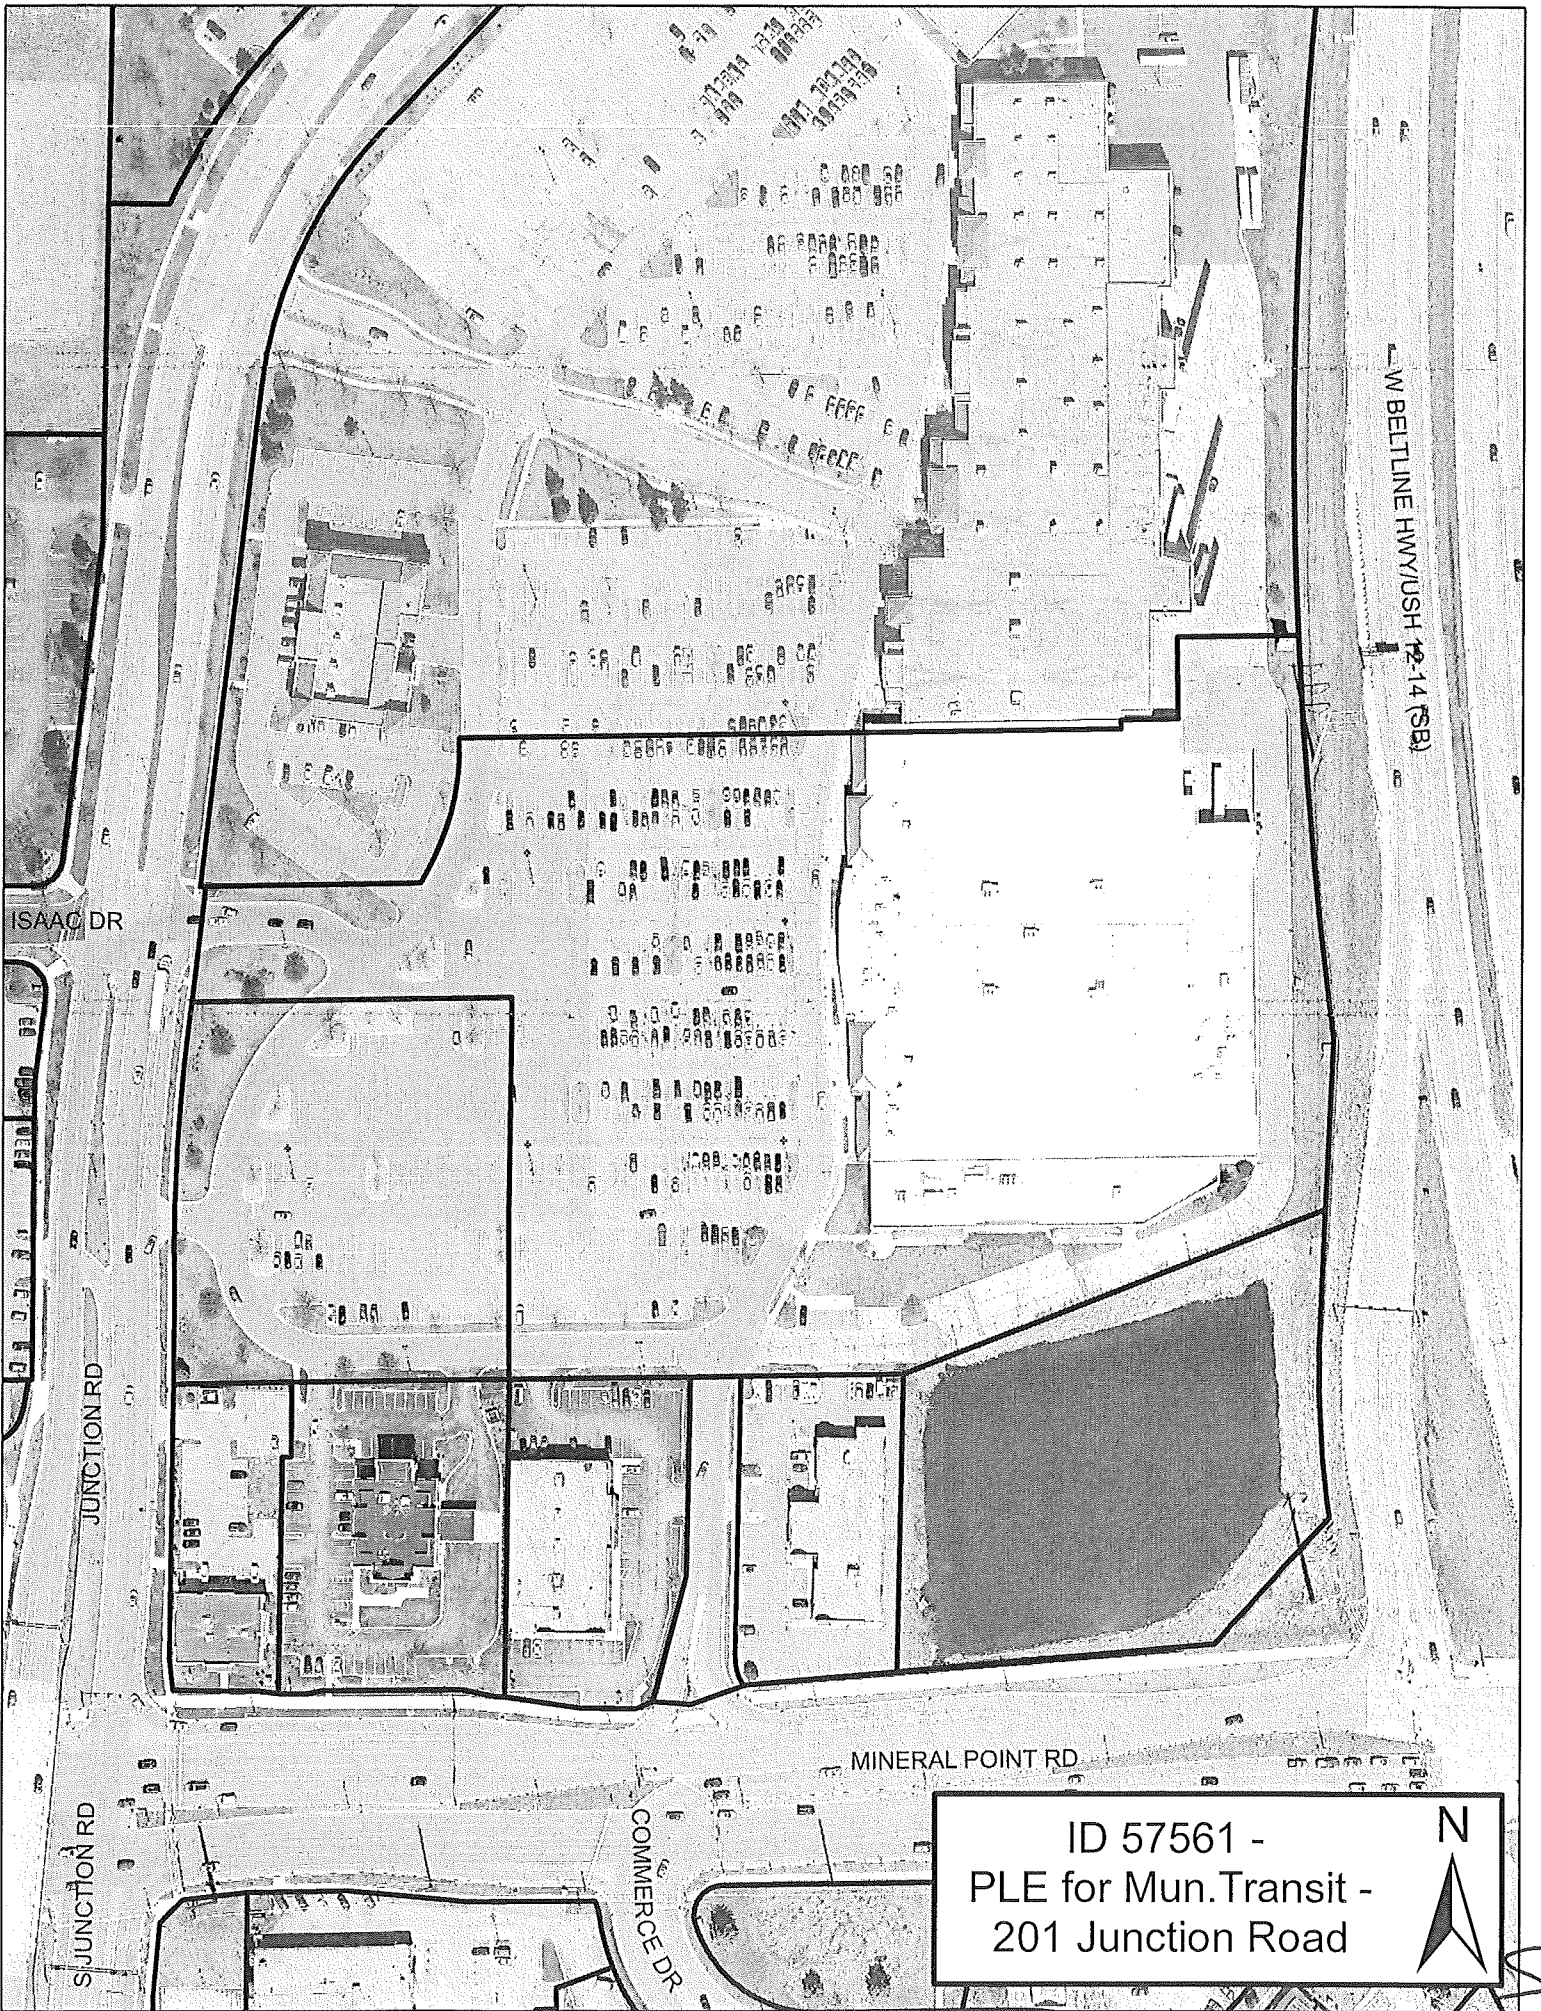 W BELTLINE HWY/USH 12-14 (SB)
ISAAC DR
JUNCTION RD
MINERAL POINT RD
S JUNCTION RD
COMMERCE DR
ID 57561 -
PLE for Mun.Transit -
201 Junction Road
N